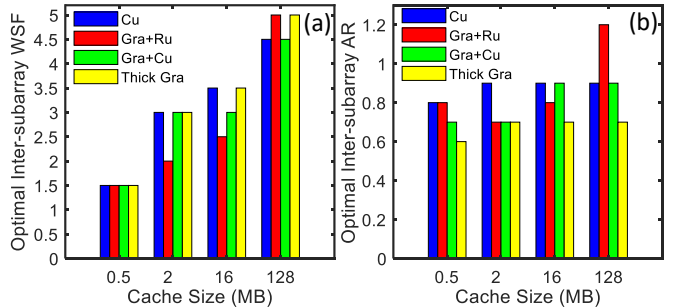 (a)
Cu
Gra+Ru
Gra+Cu
Thick Gra
Optimal Inter-subarray WSF
5
4.5
4
3.5
3
2.5
2
1.5
1
0.5
0
0.5 2 16 128
Cache Size (MB)
(b)
Cu
Gra+Ru
Gra+Cu
Thick Gra
Optimal Inter-subarray AR
1.2
1
0.8
0.6
0.4
0.2
0
0.5 2 16 128
Cache Size (MB)